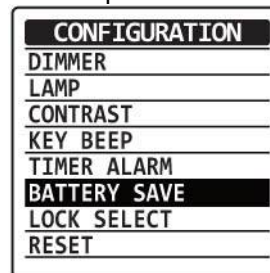 CONFIGURATION
DIMMER
LAMP
CONTRAST
KEY BEEP
TIMER ALARM
BATTERY SAVE
LOCK SELECT
RESET